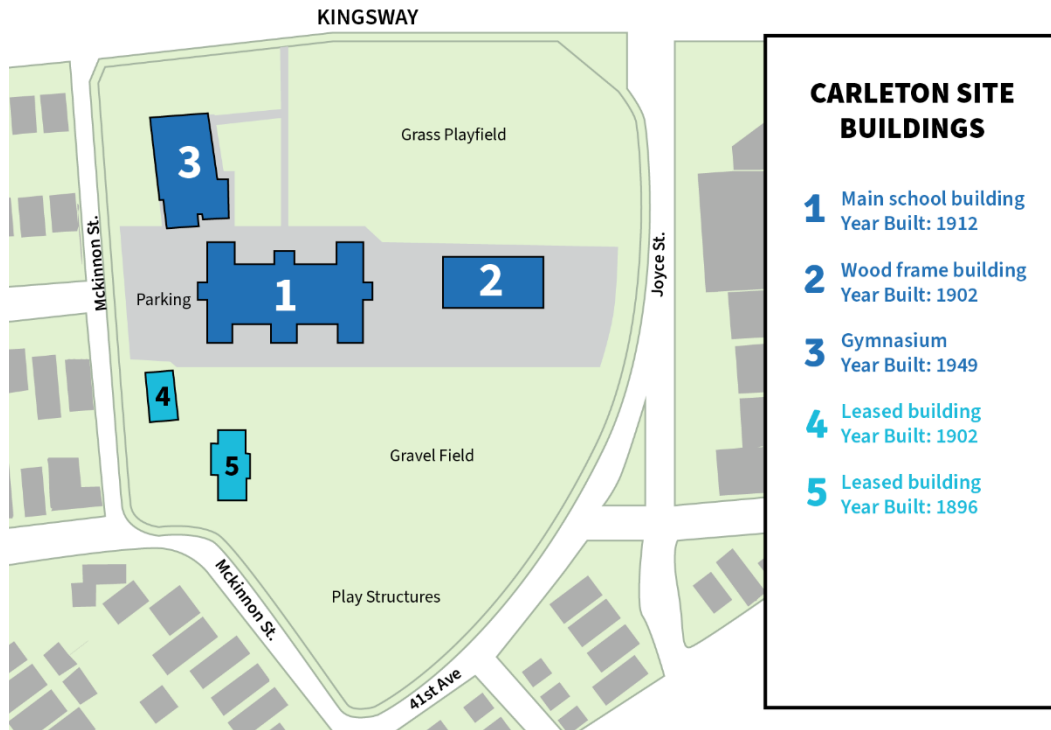 KINGSWAY
CARLETON SITE
BUILDINGS
Grass Playfield
3
1 Main school building
Year Built: 1912
Mckinnon St.
Joyce St.
2 Wood frame building
Year Built: 1902
Parking
1
2
3 Gymnasium
Year Built: 1949
4
4 Leased building
Year Built: 1902
5
Gravel Field
5 Leased building
Year Built: 1896
Mckinnon St.
Play Structures
41st Ave